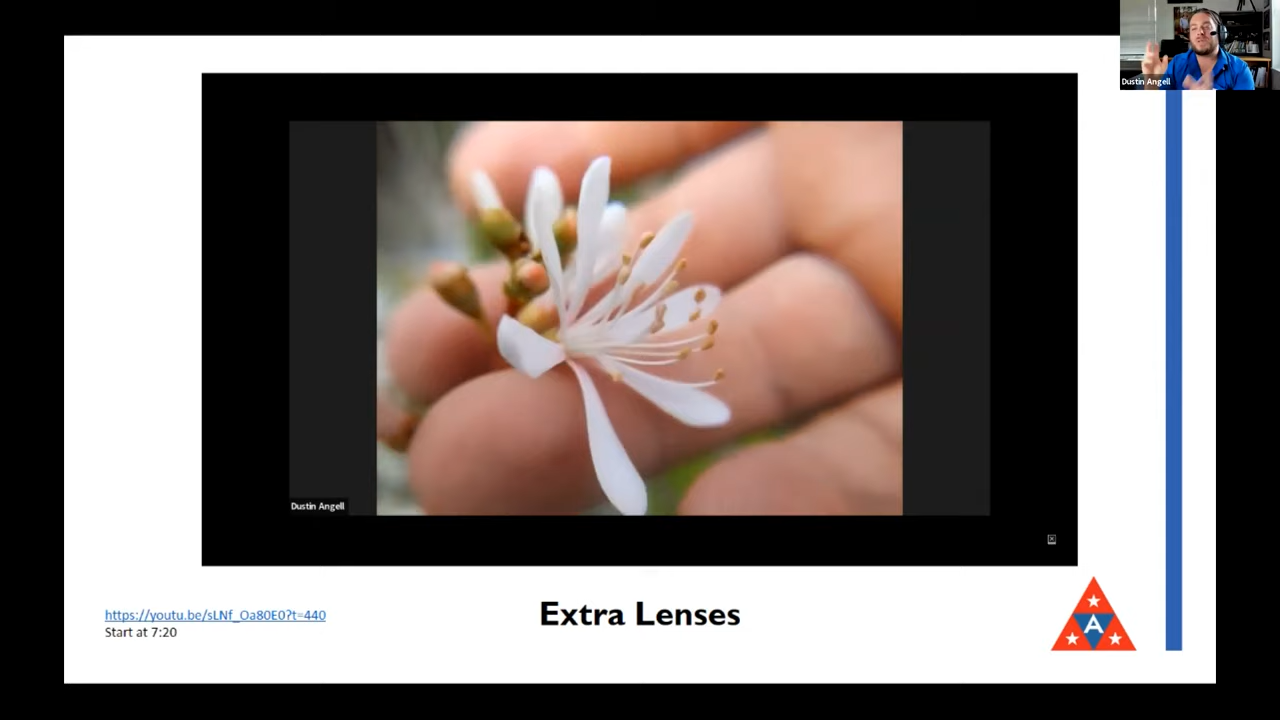 Dustin Angell
Dustin Angell
https://youtu.be/sLNf_Oa80E0?t=440
Start at 7:20
Extra Lenses
A